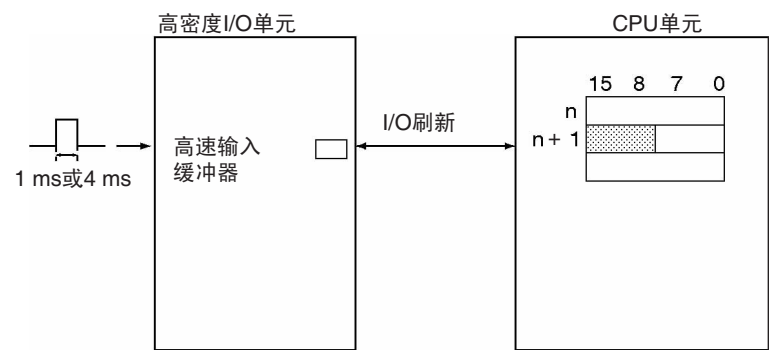 高密度I/O单元
CPU单元
15 8 7 0
n
n + 1
I/O刷新
高速输入
缓冲器
1 ms或4 ms